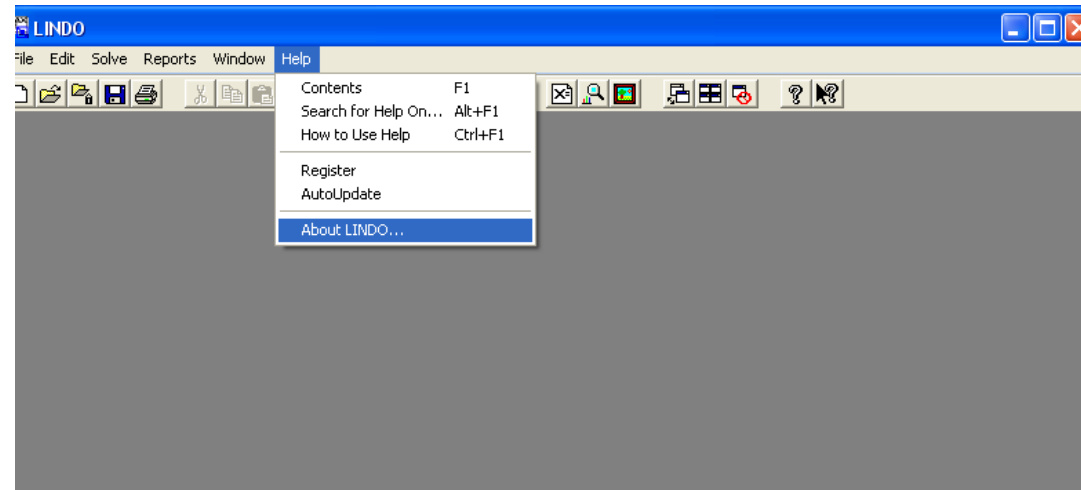 LINDO
File Edit Solve Reports Window Help
Contents F1
Search for Help On... Alt+F1
How to Use Help Ctrl+F1
Register
AutoUpdate
About LINDO...